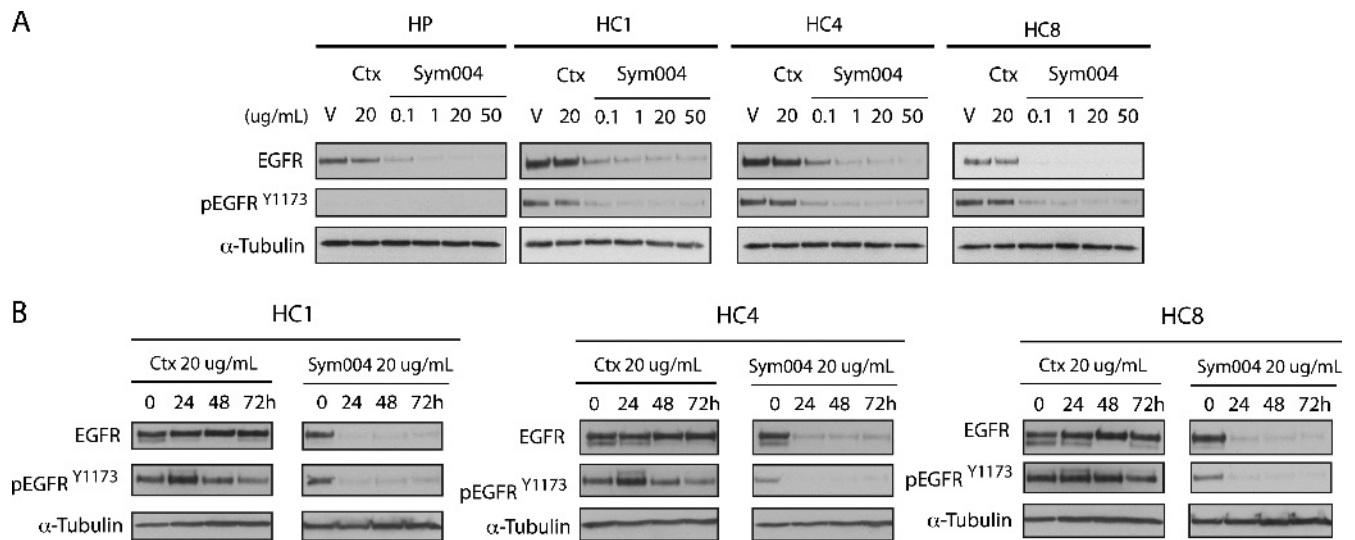 A
HP HC1 HC4 HC8
Ctx Sym004 Ctx Sym004 Ctx Sym004 Ctx Sym004
(ug/mL) V 20 0.1 1 20 50 V 20 0.1 1 20 50 V 20 0.1 1 20 50 V 20 0.1 1 20 50
EGFR
pEGFR Y1173
α-Tubulin
B
HC1 HC4 HC8
Ctx 20 ug/mL Sym004 20 ug/mL Ctx 20 ug/mL Sym004 20 ug/mL Ctx 20 ug/mL Sym004 20 ug/mL
0 24 48 72h 0 24 48 72h 0 24 48 72h 0 24 48 72h 0 24 48 72h 0 24 48 72h
EGFR EGFR EGFR
pEGFR Y1173 pEGFR Y1173 pEGFR Y1173
α-Tubulin α-Tubulin α-Tubulin